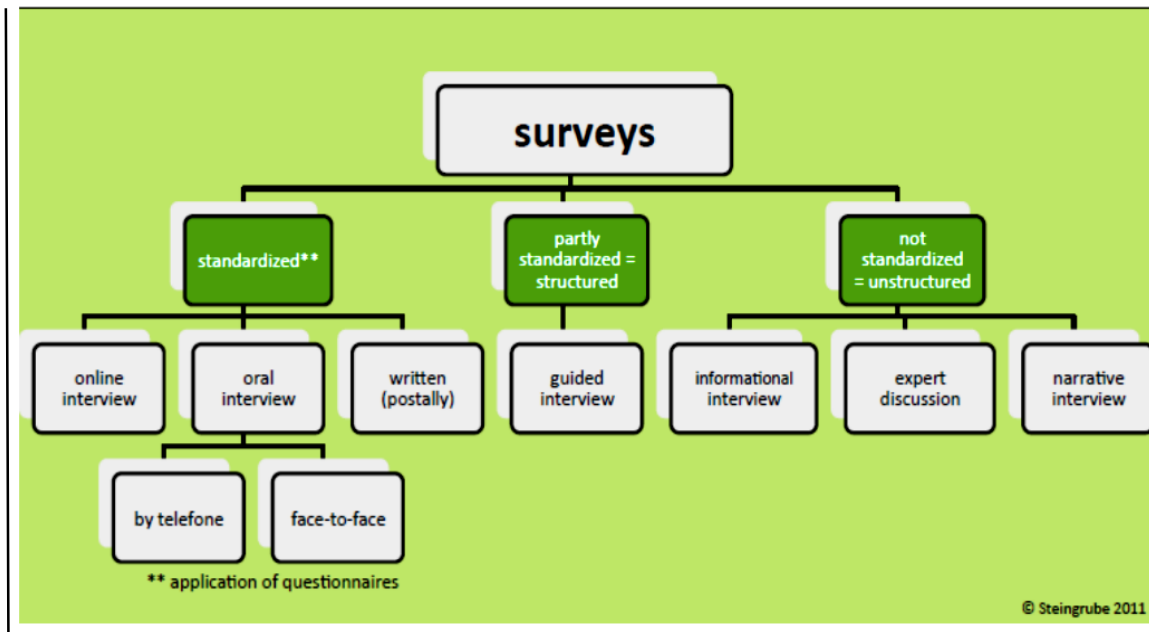 surveys
standardized**
partly
standardized =
structured
not
standardized
= unstructured
online
interview
oral
interview
written
(postally)
guided
interview
informational
interview
expert
discussion
narrative
interview
by telefone
face-to-face
** application of questionnaires
© Steingrube 2011